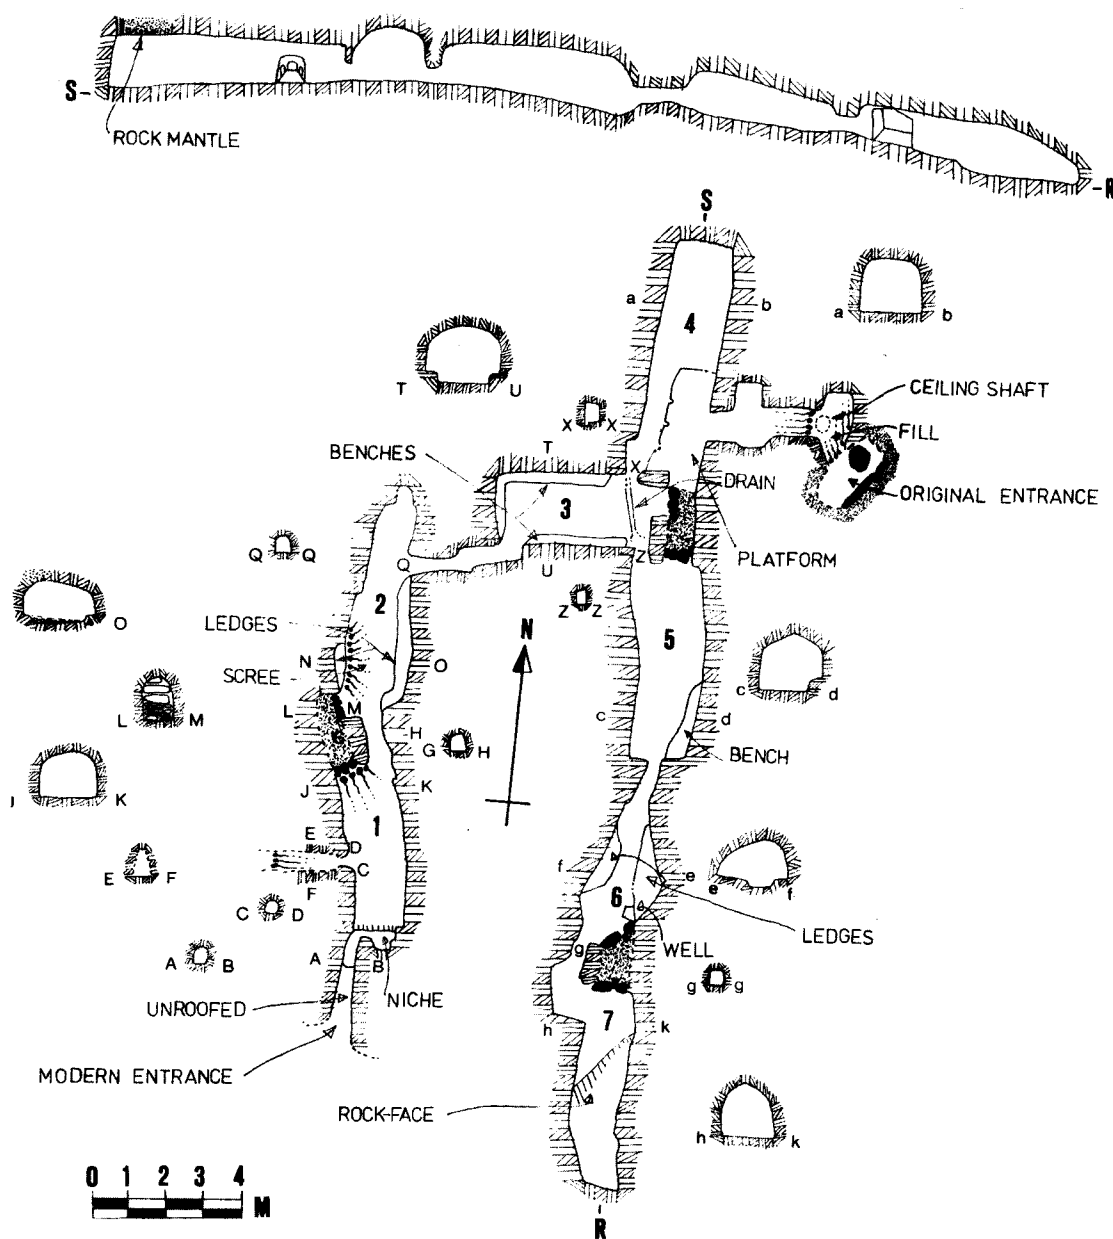 S
ROCK MANTLE
R
S
a b
4
a b
T U
CEILING SHAFT
X X
FILL
BENCHES
T
X
DRAIN
ORIGINAL ENTRANCE
3
PLATFORM
Q Q
Q
U
Z
2
Z Z
LEDGES
N
5
O
N O
SCREE
c d
L M
L M
H
G H
c d
BENCH
J K
J K
1
E D
C
F
E F
f e
e f
6
C D
LEDGES
WELL
A B
A B
g
g g
UNROOFED
NICHE
h k
7
MODERN ENTRANCE
ROCK-FACE
h k
0 1 2 3 4
M
R